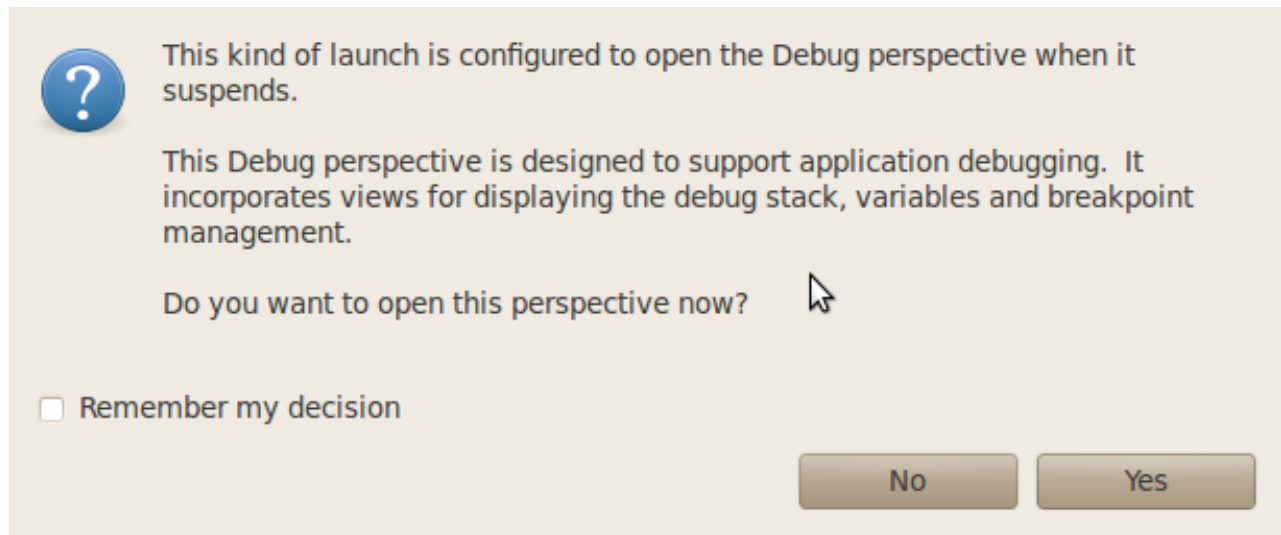 This kind of launch is configured to open the Debug perspective when it
suspends.
This Debug perspective is designed to support application debugging.  It
incorporates views for displaying the debug stack, variables and breakpoint
management.
Do you want to open this perspective now?
Remember my decision
No
Yes